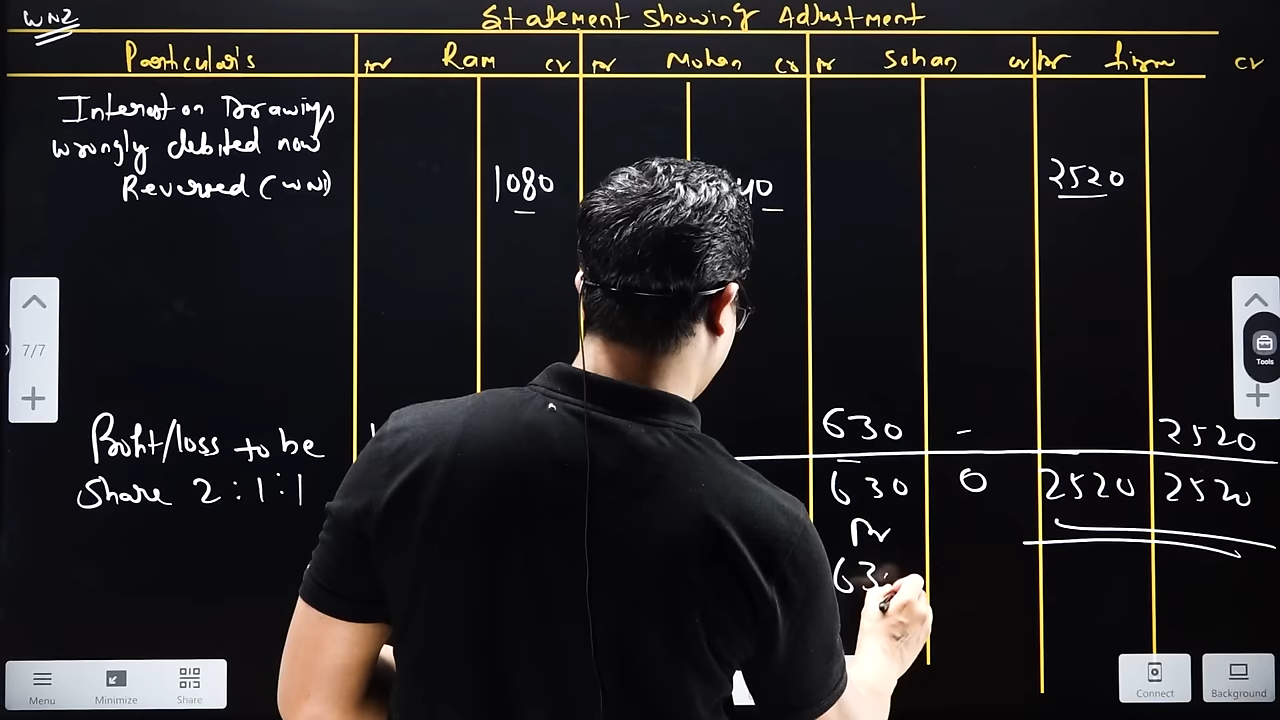 WN2
Statement Showing Adjustment
Particulars Dr Ram Cr Dr Mohan Cr Dr Sohan Cr Dr firm Cr
Interest on Drawings
wrongly debited now
Reversed (WN1) 1080 40 2520
7/7
Tools
Profit/loss to be 630 - 2520
Share 2:1:1 630 0 2520 2520
Dr
63
Menu Minimize Share Connect Background